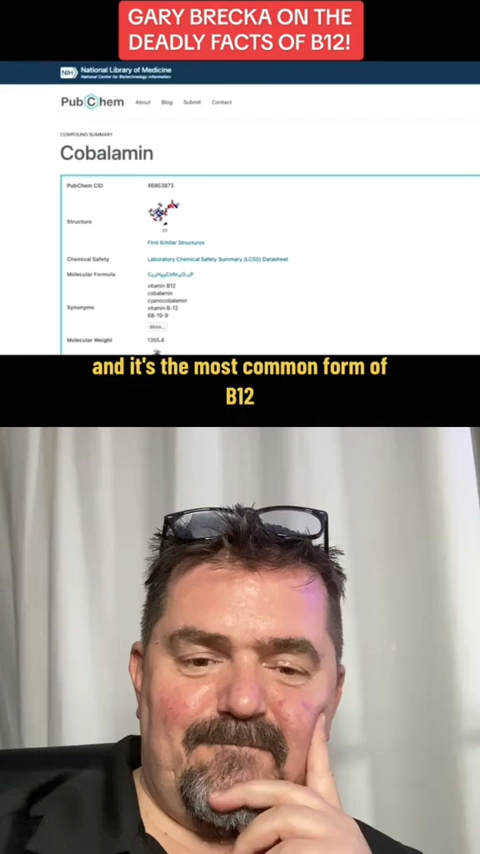 GARY BRECKA ON THE
DEADLY FACTS OF B12!
NIH National Library of Medicine
National Center for Biotechnology Information
PubChem About Blog Submit Contact
COMPOUND SUMMARY
Cobalamin
PubChem CID 46853873
Structure
Find Similar Structures
Chemical Safety Laboratory Chemical Safety Summary (LCSS) Datasheet
Molecular Formula
Synonyms
vitamin B12
cobalamin
cyanocobalamin
vitamin B-12
68-19-9
More...
Molecular Weight 1355.4
and it's the most common form of
B12